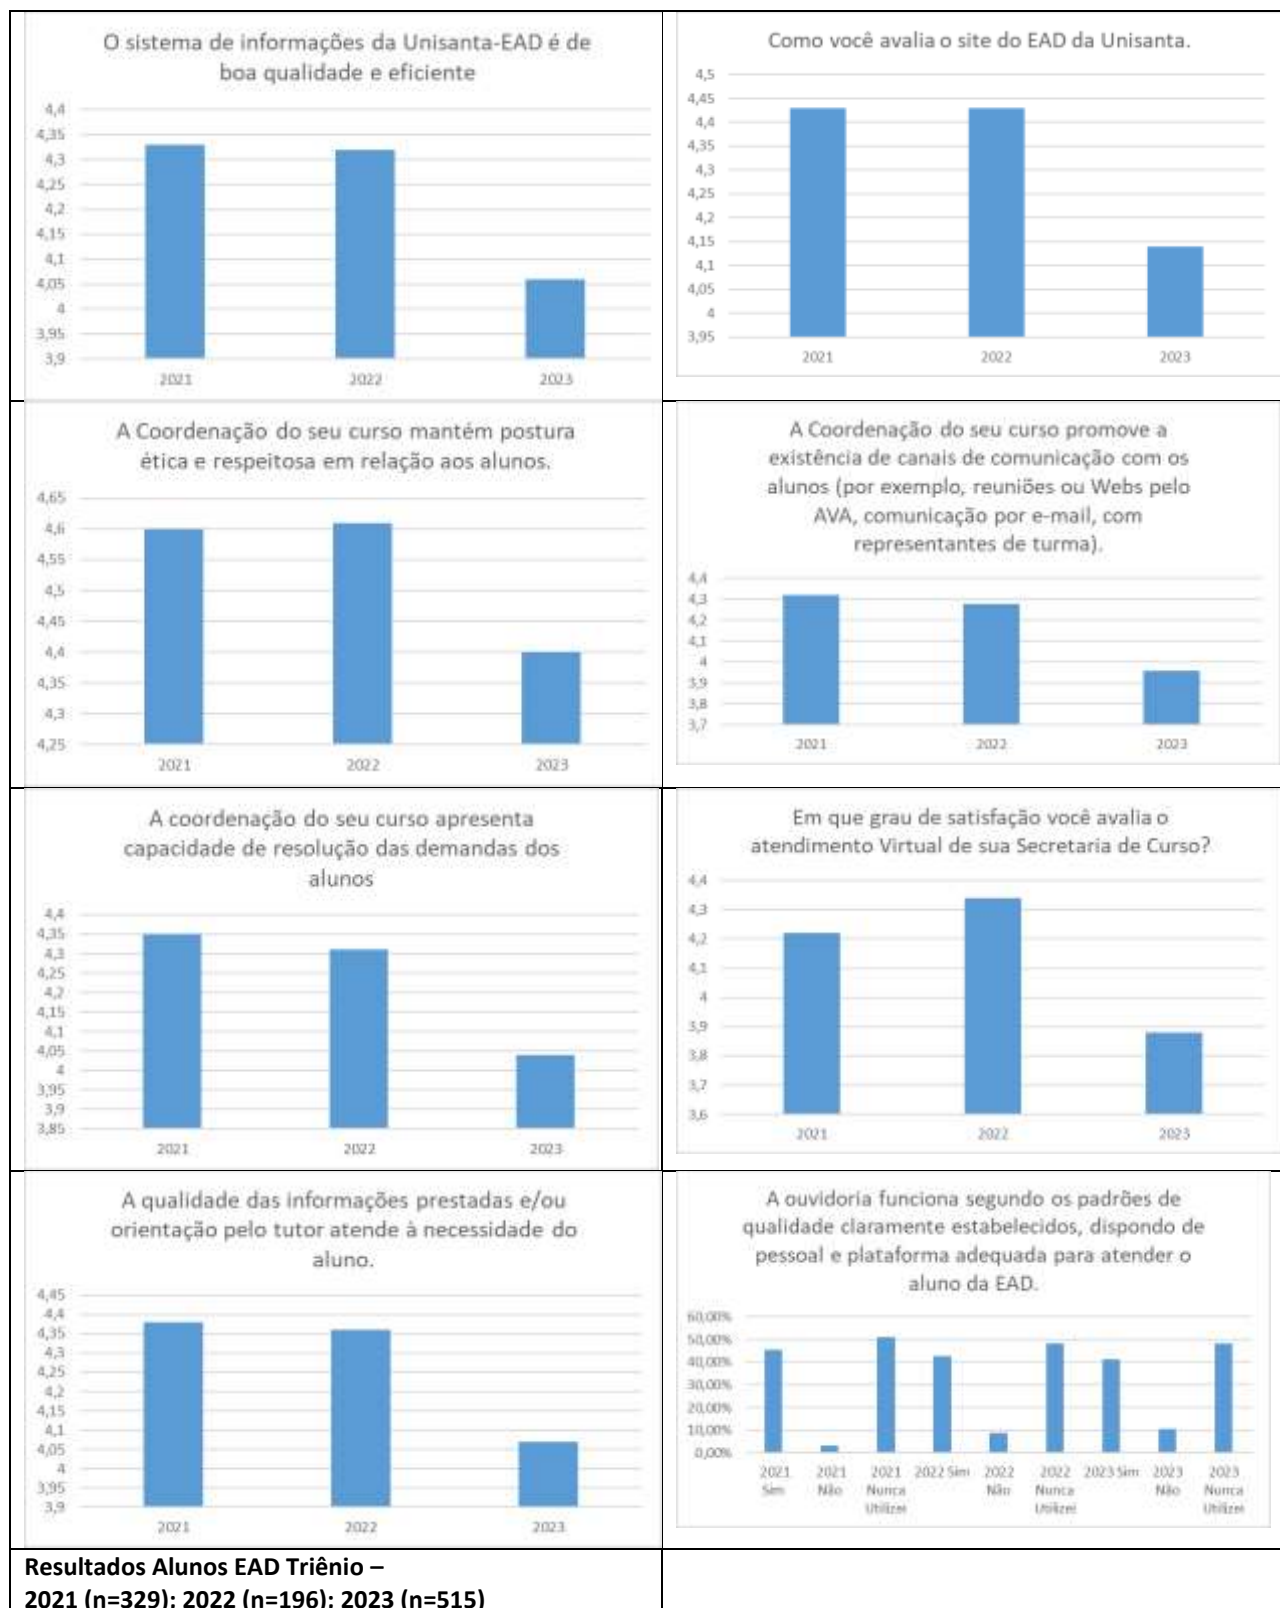 O sistema de informações da Unisanta-EAD é de
boa qualidade e eficiente
4,4
4,35
4,3
4,25
4,2
4,15
4,1
4,05
4
3,95
3,9
2021 2022 2023
Como você avalia o site do EAD da Unisanta.
4,5
4,45
4,4
4,35
4,3
4,25
4,2
4,15
4,1
4,05
4
3,95
2021 2022 2023
A Coordenação do seu curso mantém postura
ética e respeitosa em relação aos alunos.
4,65
4,6
4,55
4,5
4,45
4,4
4,35
4,3
4,25
2021 2022 2023
A Coordenação do seu curso promove a
existência de canais de comunicação com os
alunos (por exemplo, reuniões ou Webs pelo
AVA, comunicação por e-mail, com
representantes de turma).
4,4
4,3
4,2
4,1
4
3,9
3,8
3,7
2021 2022 2023
A coordenação do seu curso apresenta
capacidade de resolução das demandas dos
alunos
4,4
4,35
4,3
4,25
4,2
4,15
4,1
4,05
4
3,95
3,9
3,85
2021 2022 2023
Em que grau de satisfação você avalia o
atendimento Virtual de sua Secretaria de Curso?
4,4
4,3
4,2
4,1
4
3,9
3,8
3,7
3,6
2021 2022 2023
A qualidade das informações prestadas e/ou
orientação pelo tutor atende à necessidade do
aluno.
4,45
4,4
4,35
4,3
4,25
4,2
4,15
4,1
4,05
4
3,95
3,9
2021 2022 2023
A ouvidoria funciona segundo os padrões de
qualidade claramente estabelecidos, dispondo de
pessoal e plataforma adequada para atender o
aluno da EAD.
60,00%
50,00%
40,00%
30,00%
20,00%
10,00%
0,00%
2021 2021 2021 2022 Sim 2022 2022 2023 Sim 2023 2023
Sim Não Nunca Não Nunca Não Nunca
Utilizei Utilizei Utilizei
Resultados Alunos EAD Triênio –
2021 (n=329); 2022 (n=196); 2023 (n=515)